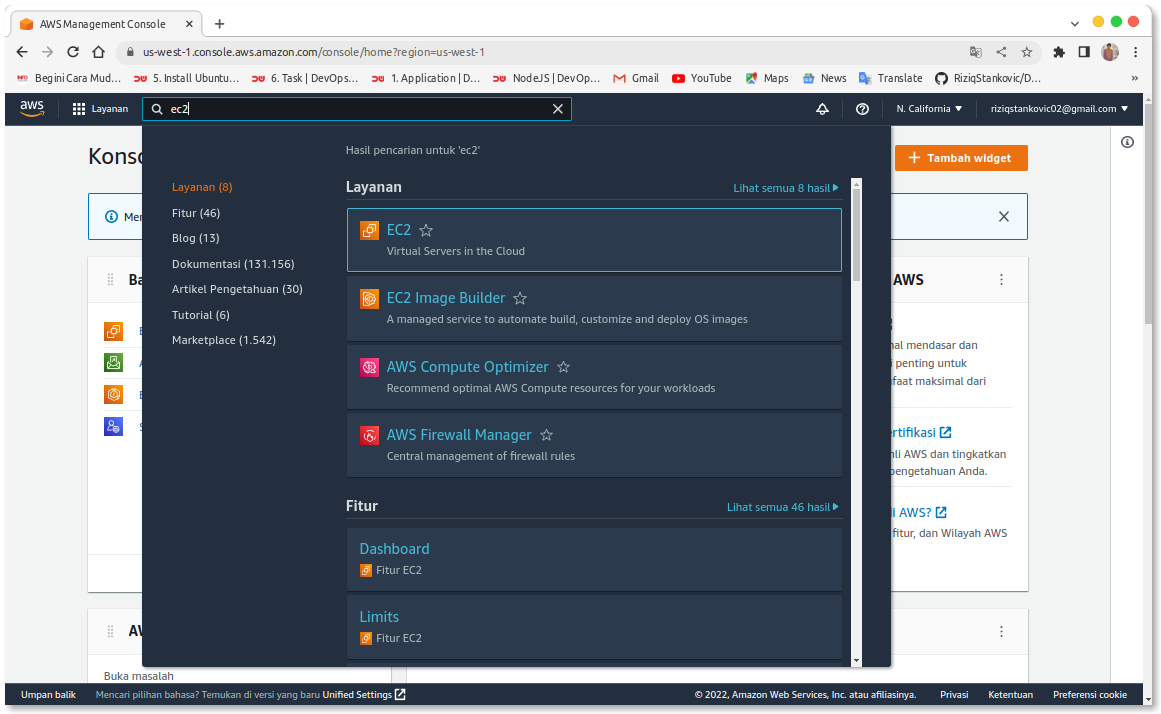 AWS Management Console
us-west-1.console.aws.amazon.com/console/home?region=us-west-1
BeginiCara Mud...
5. Install Ubuntu...
6. Task | DevOps...
1. Application | D...
NodeJS | DevOp...
Gmail
YouTube
Maps
News
Translate
RiziqStankovic/D...
»
aws
Layanan
ec2
N. California
riziqstankovic02@gmail.com
Hasil pencarian untuk 'ec2'
Tambah widget
Layanan (8)
Fitur (46)
Blog (13)
Dokumentasi (131.156)
Artikel Pengetahuan (30)
Tutorial (6)
Marketplace (1.542)
Layanan
Lihat semua 8 hasil
EC2
Virtual Servers in the Cloud
EC2 Image Builder
A managed service to automate build, customize and deploy OS images
AWS Compute Optimizer
Recommend optimal AWS Compute resources for your workloads
AWS Firewall Manager
Central management of firewall rules
Fitur
Lihat semua 46 hasil
Dashboard
Fitur EC2
Limits
Fitur EC2
AWS
mendasar dan
penting untuk
maksimal dari
AWS dan tingkatkan
Anda.
AWS?
fitur, dan Wilayah AWS
Buka masalah
Umpan balik
Mencari pilihan bahasa? Temukan di versi yang baru Unified Settings
© 2022, Amazon Web Services, Inc. atau afiliasinya.
Privasi
Ketentuan
Preferensi cookie